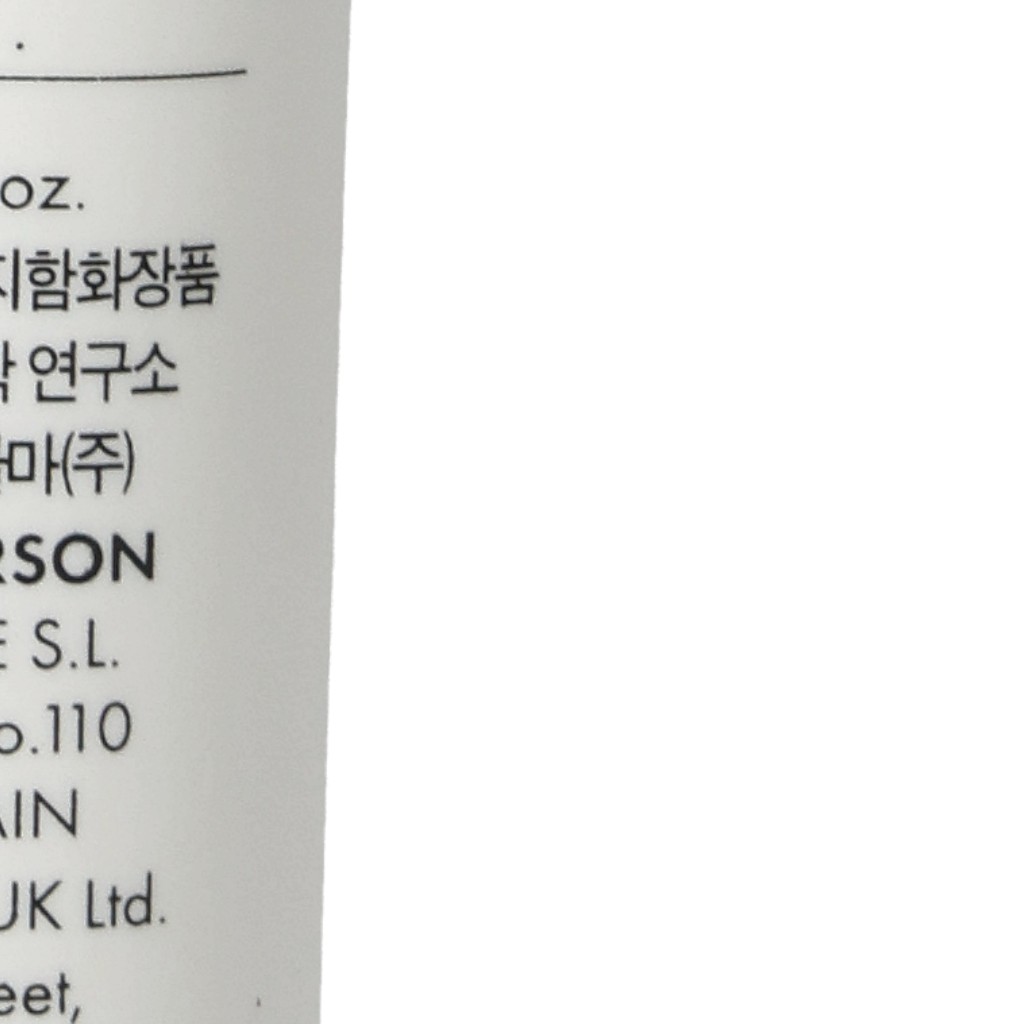 oz.
지함화장품
연구소
마(주)
RSON
E S.L.
o.110
AIN
UK Ltd.
eet,